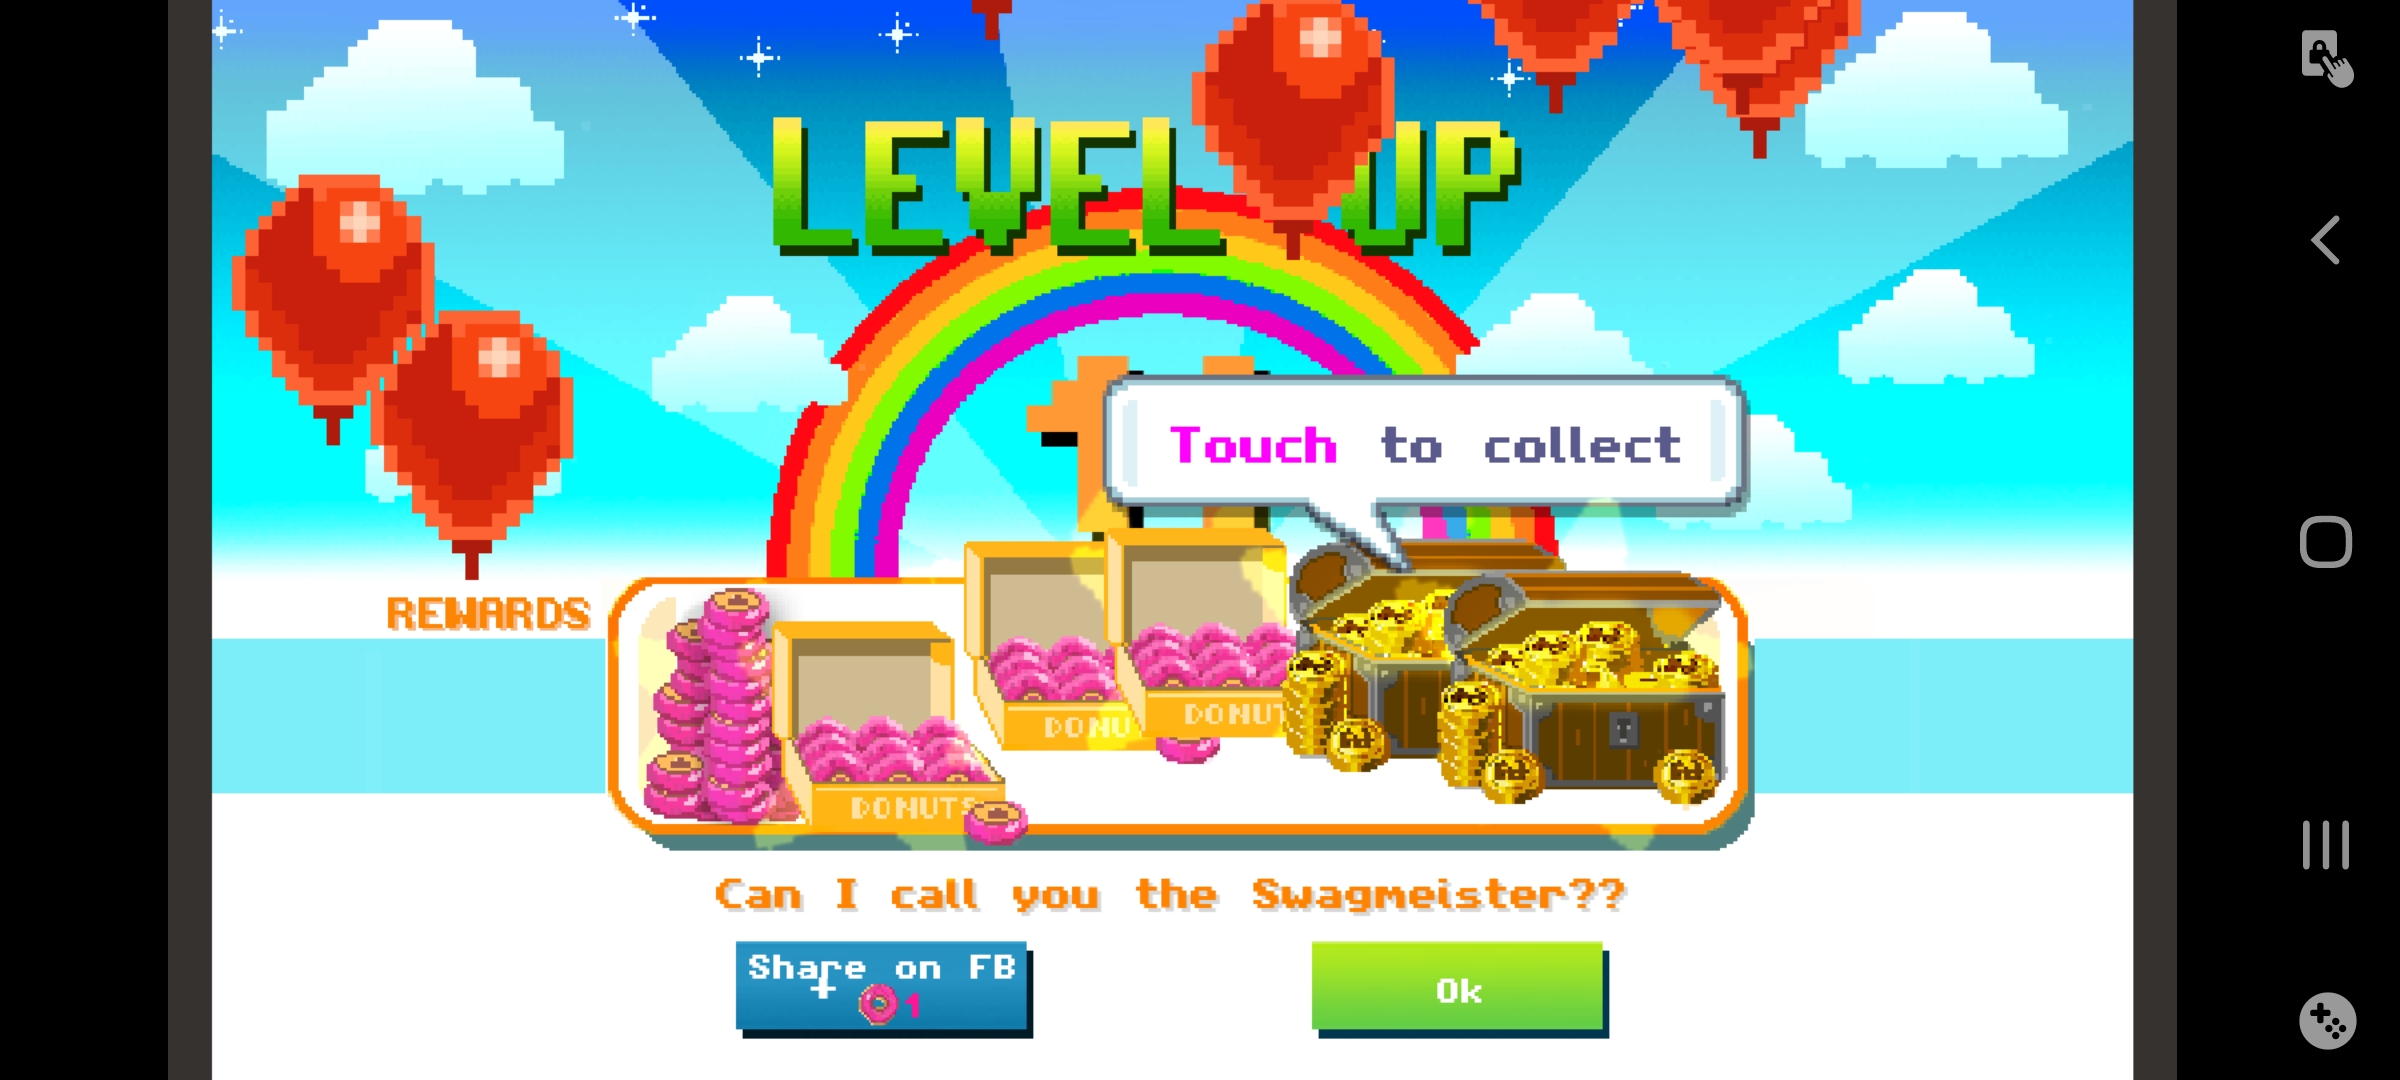 LEVEL UP
Touch to collect
REWARDS
DONUTS
Can I call you the Swagmeister??
Share on FB
+ 1
Ok